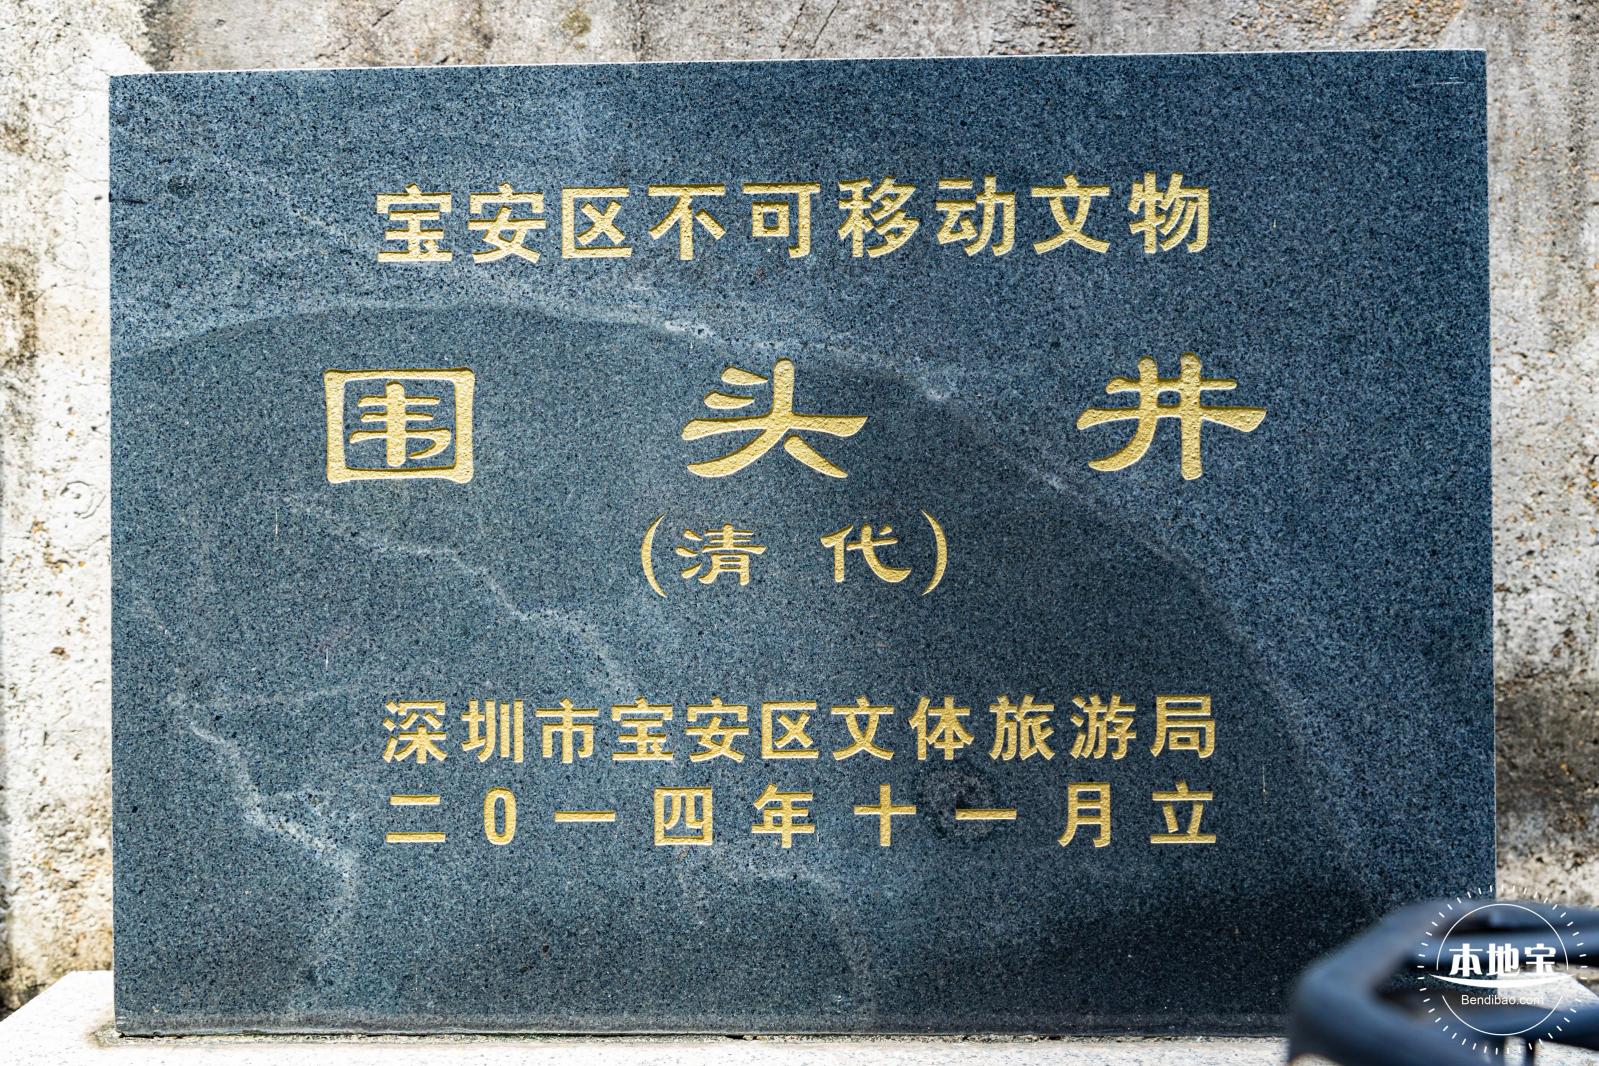 宝安区不可移动文物
围头井
(清代)
深圳市宝安区文体旅游局
二0一四年十一月立
本地宝
Bendibao.com